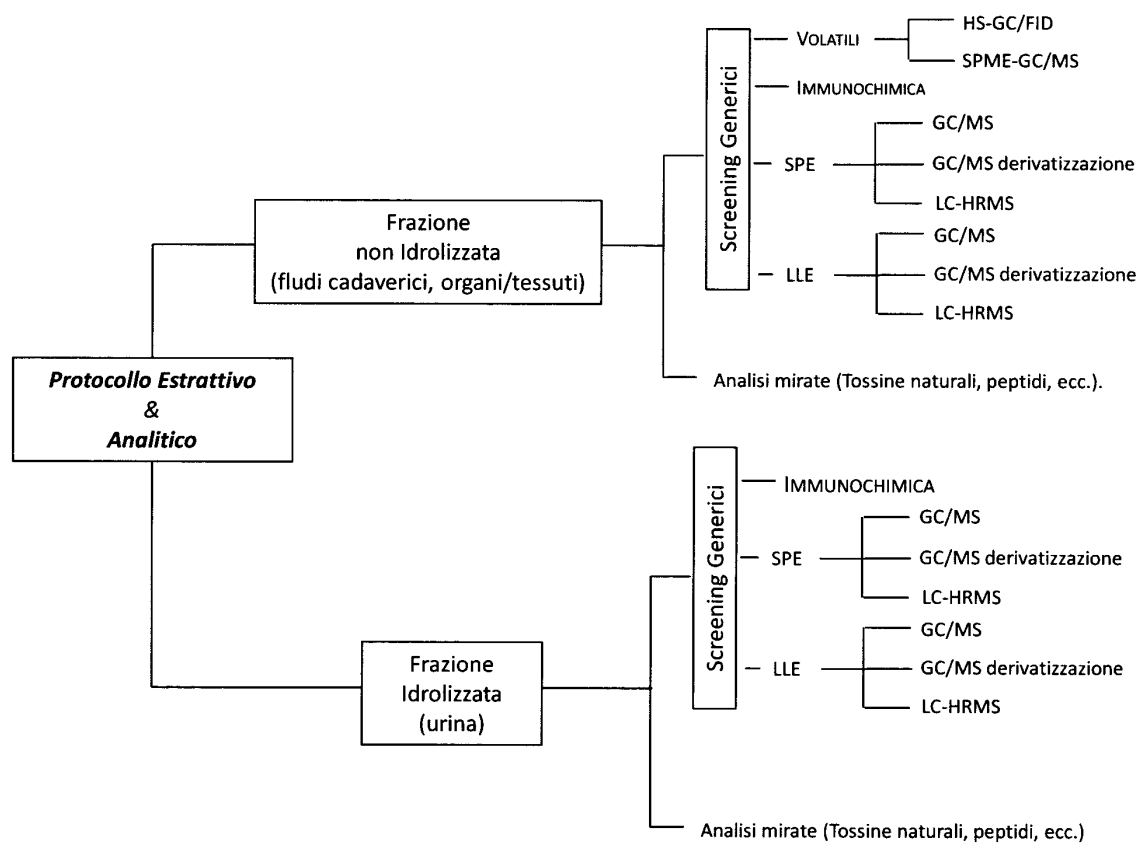 HS-GC/FID
VOLATILI
SPME-GC/MS
IMMUNOCHIMICA
Screening Generici
GC/MS
SPE
GC/MS derivatizzazione
LC-HRMS
GC/MS
LLE
GC/MS derivatizzazione
LC-HRMS
Frazione
non Idrolizzata
(fludi cadaverici, organi/tessuti)
Analisi mirate (Tossine naturali, peptidi, ecc.).
Protocollo Estrattivo
&
Analitico
IMMUNOCHIMICA
Screening Generici
GC/MS
SPE
GC/MS derivatizzazione
LC-HRMS
GC/MS
LLE
GC/MS derivatizzazione
LC-HRMS
Frazione
Idrolizzata
(urina)
Analisi mirate (Tossine naturali, peptidi, ecc.)